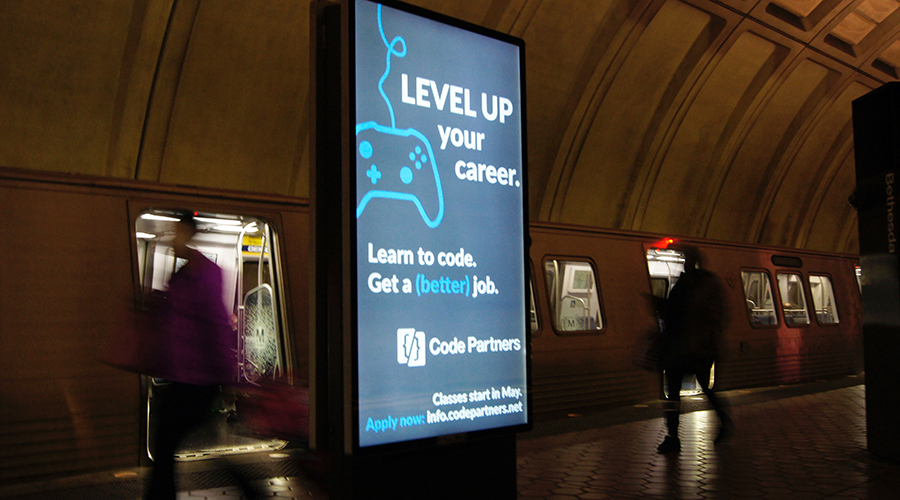 LEVEL UP
your
career.
Learn to code.
Get a (better) job.
Code Partners
Classes start in May.
Apply now: info.codepartners.net
Bethesda
M
M